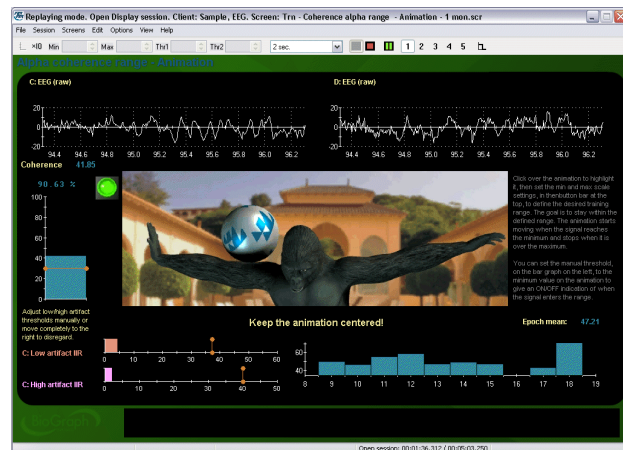 Replaying mode. Open Display session. Client: Sample, EEG. Screen: Trn - Coherence alpha range - Animation - 1 mon.scr
File Session Screens Edit Options View Help
×10 Min Max Thr1 Thr2 2 sec. 1 2 3 4 5
Alpha coherence range - Animation
C: EEG (raw)
D: EEG (raw)
20
0
-20
94.4 94.6 94.8 95.0 95.2 95.4 95.6 95.8 96.0 96.2
20
0
-20
94.4 94.6 94.8 95.0 95.2 95.4 95.6 95.8 96.0 96.2
Coherence 41.85
90.63 %
100
80
60
40
20
0
Click over the animation to highlight
it, then set the min and max scale
settings, in thenbutton bar at the
top, to define the desired training
range. The goal is to stay within the
defined range. The animation starts
moving when the signal reaches
the minimum and stops when it is
over the maximum.
You can set the manual threshold,
on the bar graph on the left, to the
minimum value on the animation to
give an ON/OFF indication of when
the signal enters the range.
Adjust low/high artifact
thresholds manually or
move completely to the
right to disregard.
Keep the animation centered!
Epoch mean: 47.21
C: Low artifact IIR
0 10 20 30 40 50 60
C: High artifact IIR
0 10 20 30 40 50
60
40
8 9 10 11 12 13 14 15 16 17 18 19
BioGraph
Open session: 00:01:36.312 / 00:05:03.250